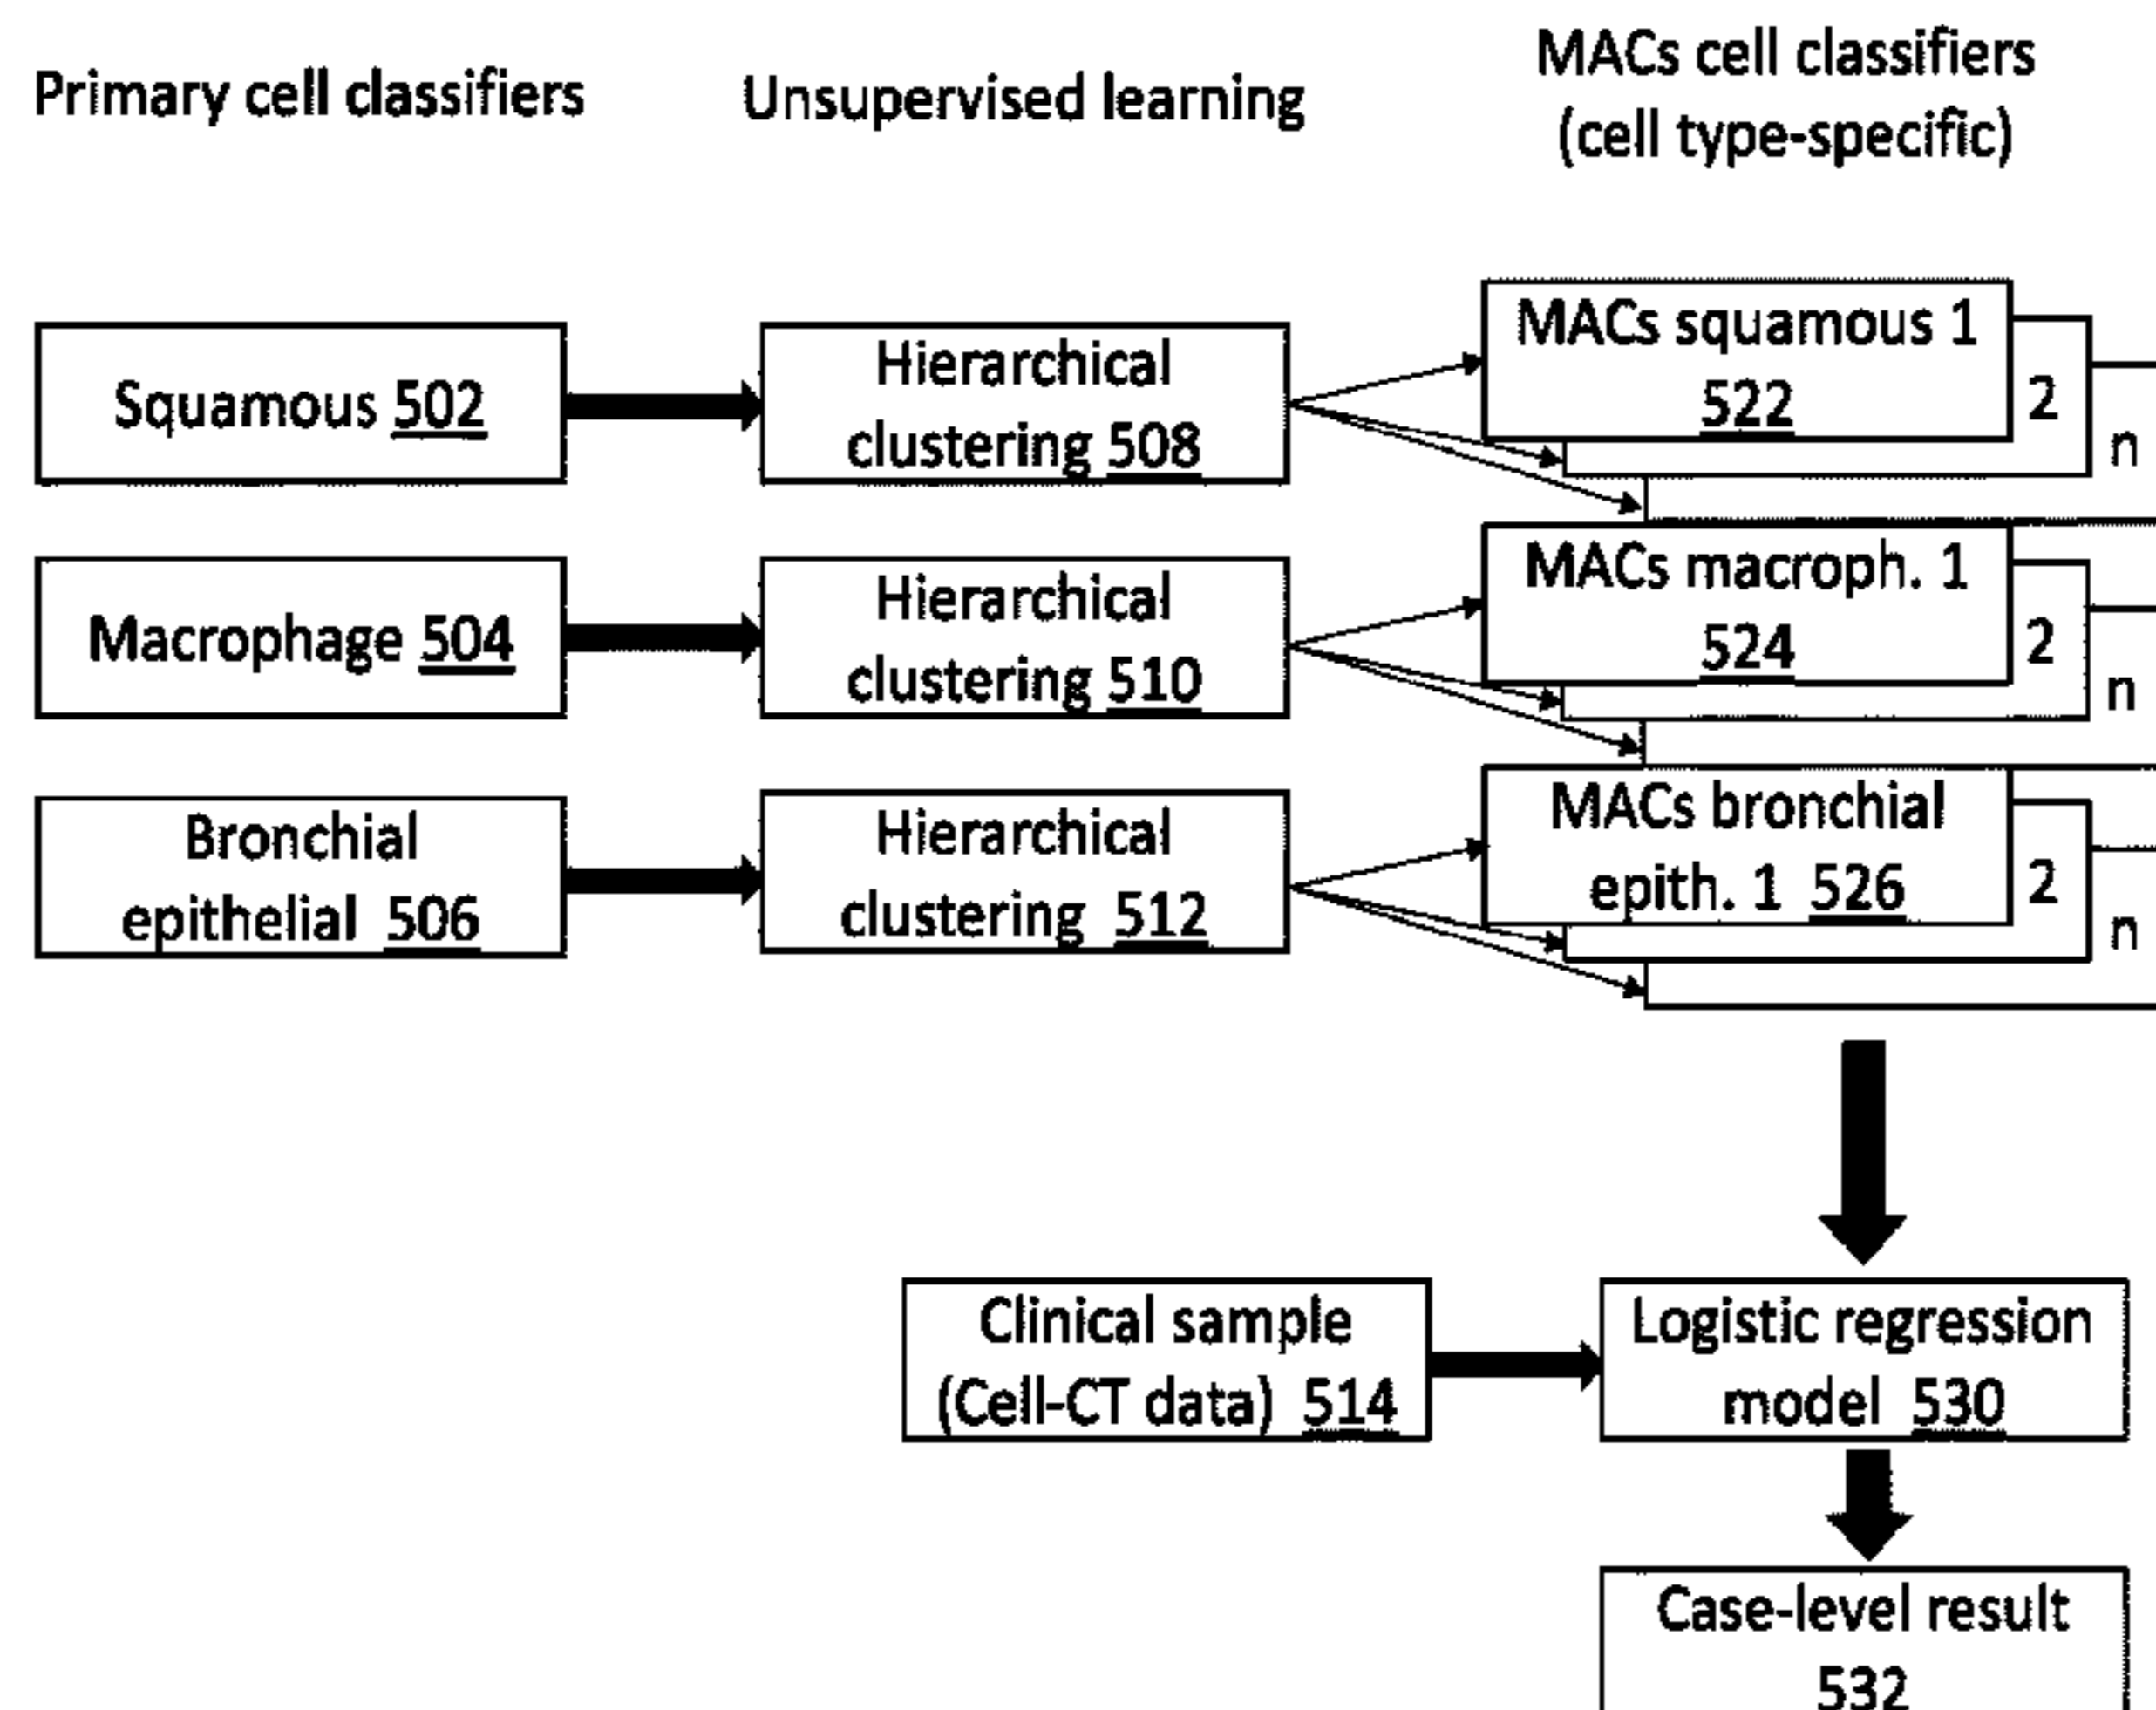 Primary cell classifiers
Unsupervised learning
MACs cell classifiers
(cell type-specific)
Squamous 502
Hierarchical
clustering 508
MACs squamous 1
522
2
n
Macrophage 504
Hierarchical
clustering 510
MACs macroph. 1
524
2
n
Bronchial
epithelial 506
Hierarchical
clustering 512
MACs bronchial
epith. 1 526
2
n
Clinical sample
(Cell-CT data) 514
Logistic regression
model 530
Case-level result
532